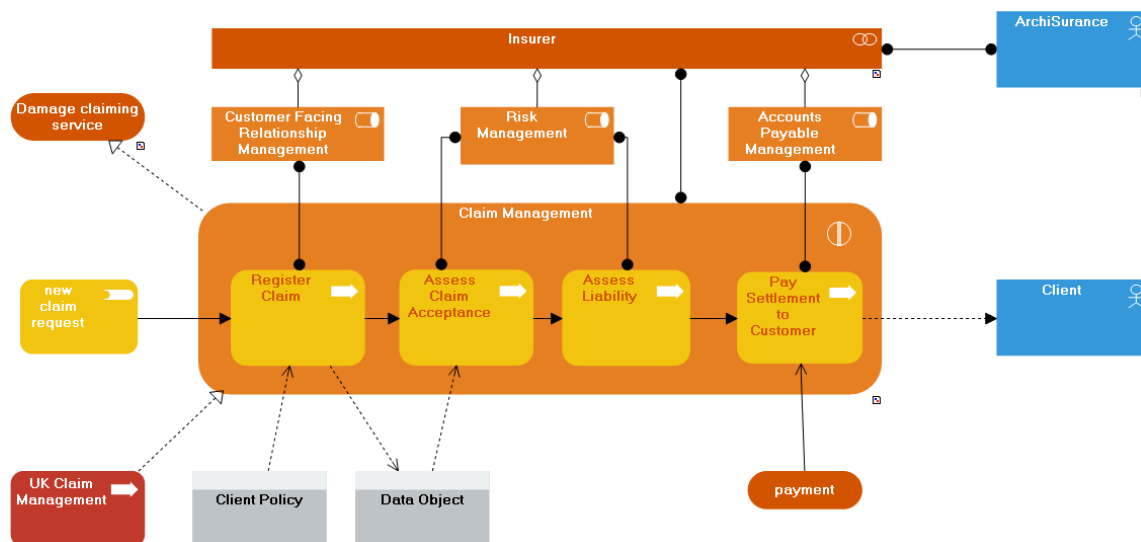 Insurer
ArchiSurance
Damage claiming
service
Customer Facing
Relationship
Management
Risk
Management
Accounts
Payable
Management
Claim Management
new
claim
request
Register
Claim
Assess
Claim
Acceptance
Assess
Liability
Pay
Settlement
to
Customer
Client
UK Claim
Management
Client Policy
Data Object
payment